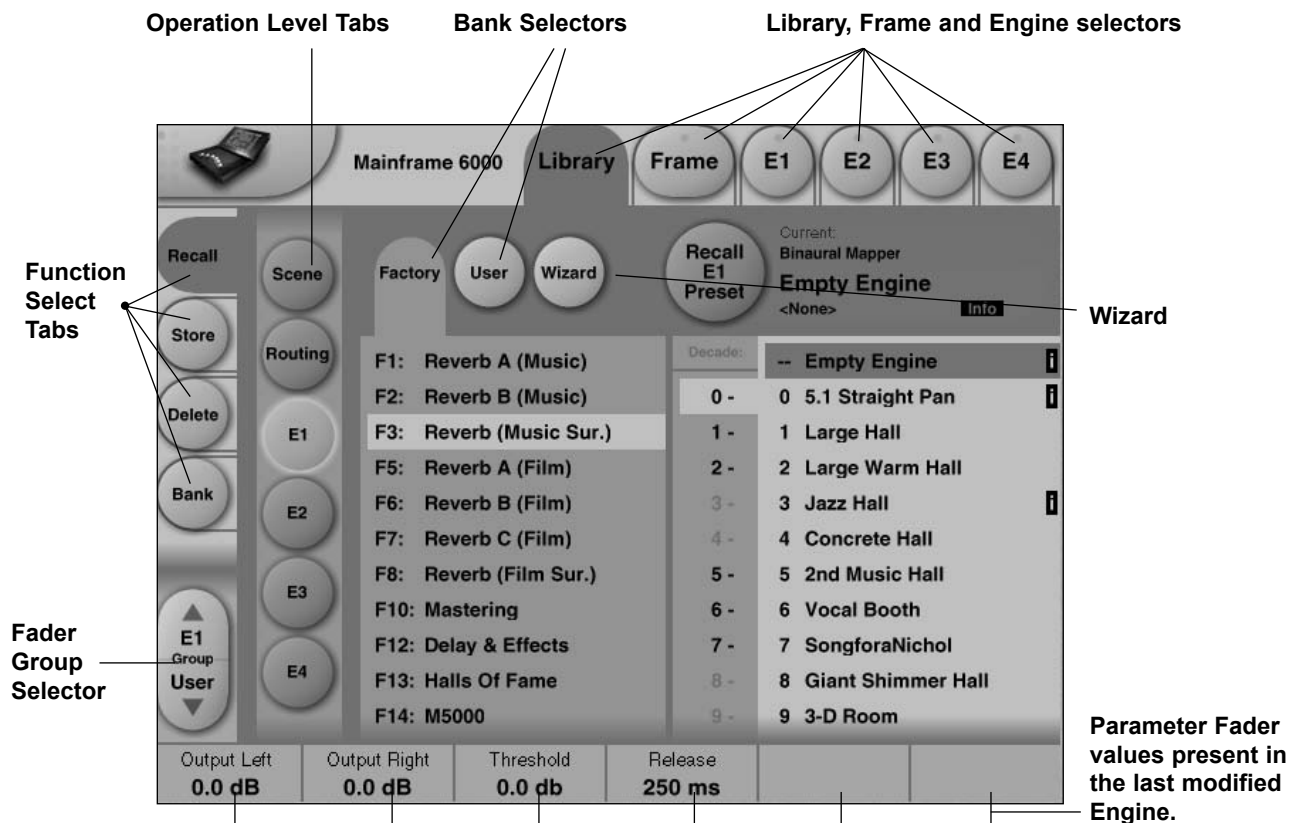 Operation Level Tabs
Bank Selectors
Library, Frame and Engine selectors
Mainframe 6000
Library
Frame
E1
E2
E3
E4
Function
Select
Tabs
Recall
Store
Delete
Bank
Scene
Routing
E1
E2
E3
E4
Factory
User
Wizard
Recall
E1
Preset
Current:
Binaural Mapper
Empty Engine
<None>
Info
Wizard
F1: Reverb A (Music)
F2: Reverb B (Music)
F3: Reverb (Music Sur.)
F5: Reverb A (Film)
F6: Reverb B (Film)
F7: Reverb C (Film)
F8: Reverb (Film Sur.)
F10: Mastering
F12: Delay & Effects
F13: Halls Of Fame
F14: M5000
Decade:
0 -
1 -
2 -
3 -
4 -
5 -
6 -
7 -
8 -
9 -
-- Empty Engine i
0 5.1 Straight Pan i
1 Large Hall
2 Large Warm Hall
3 Jazz Hall i
4 Concrete Hall
5 2nd Music Hall
6 Vocal Booth
7 SongforaNichol
8 Giant Shimmer Hall
9 3-D Room
Fader
Group
Selector
E1
Group
User
Output Left
0.0 dB
Output Right
0.0 dB
Threshold
0.0 db
Release
250 ms
Parameter Fader
values present in
the last modified
Engine.